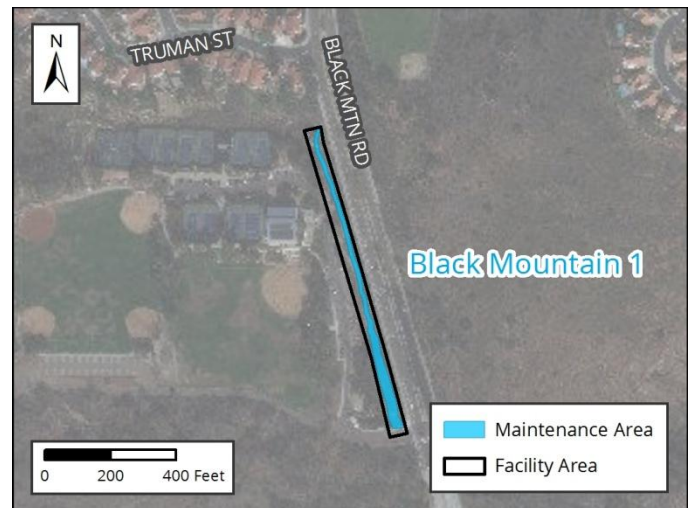 N
TRUMAN ST
BLACK MTN RD
Black Mountain 1
Maintenance Area
Facility Area
0 200 400 Feet